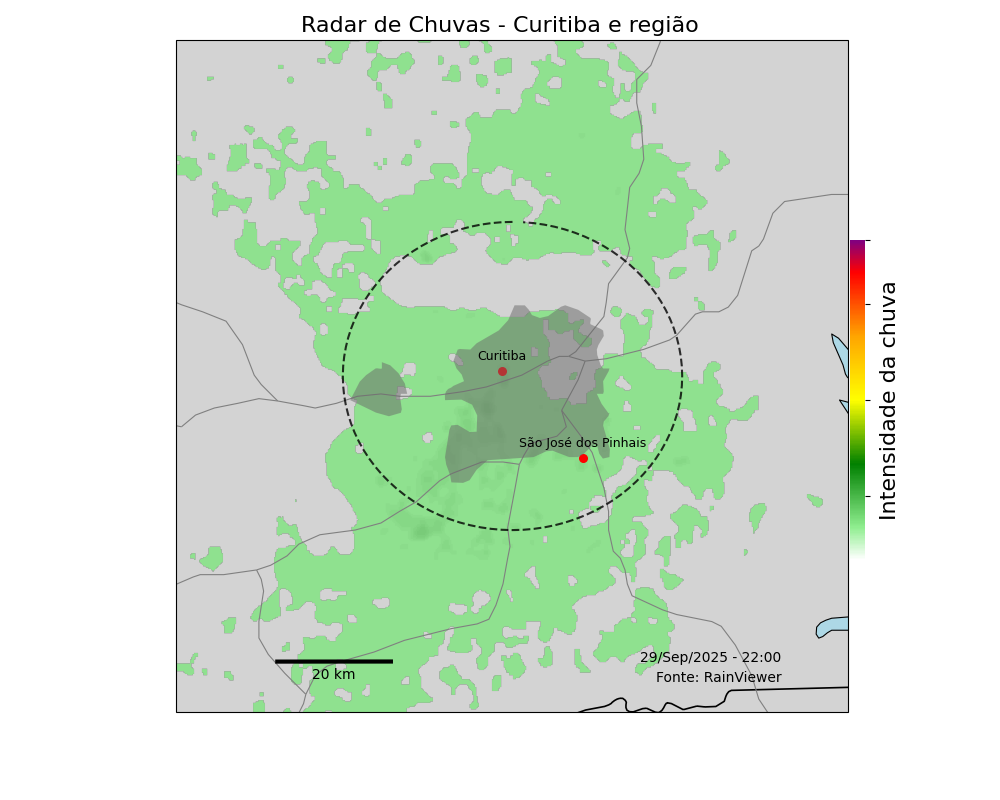 Radar de Chuvas - Curitiba e região
Curitiba
São José dos Pinhais
Intensidade da chuva
29/Sep/2025 - 22:00
Fonte: RainViewer
20 km